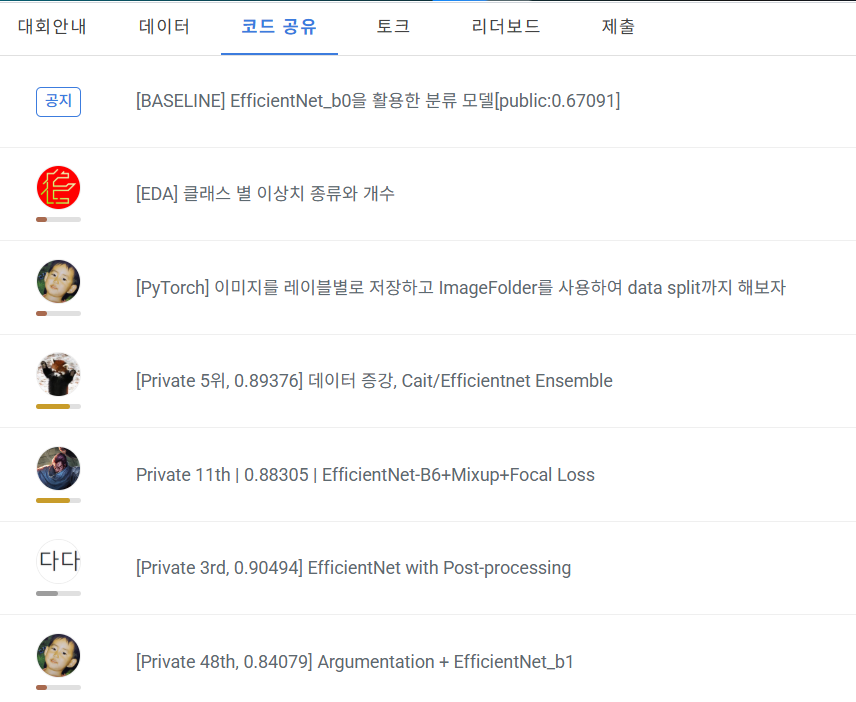 대회안내 데이터 코드 공유 토크 리더보드 제출
공지 [BASELINE] EfficientNet_b0을 활용한 분류 모델[public:0.67091]
[EDA] 클래스 별 이상치 종류와 개수
[PyTorch] 이미지를 레이블별로 저장하고 ImageFolder를 사용하여 data split까지 해보자
[Private 5위, 0.89376] 데이터 증강, Cait/Efficientnet Ensemble
Private 11th | 0.88305 | EfficientNet-B6+Mixup+Focal Loss
다다 [Private 3rd, 0.90494] EfficientNet with Post-processing
[Private 48th, 0.84079] Argumentation + EfficientNet_b1